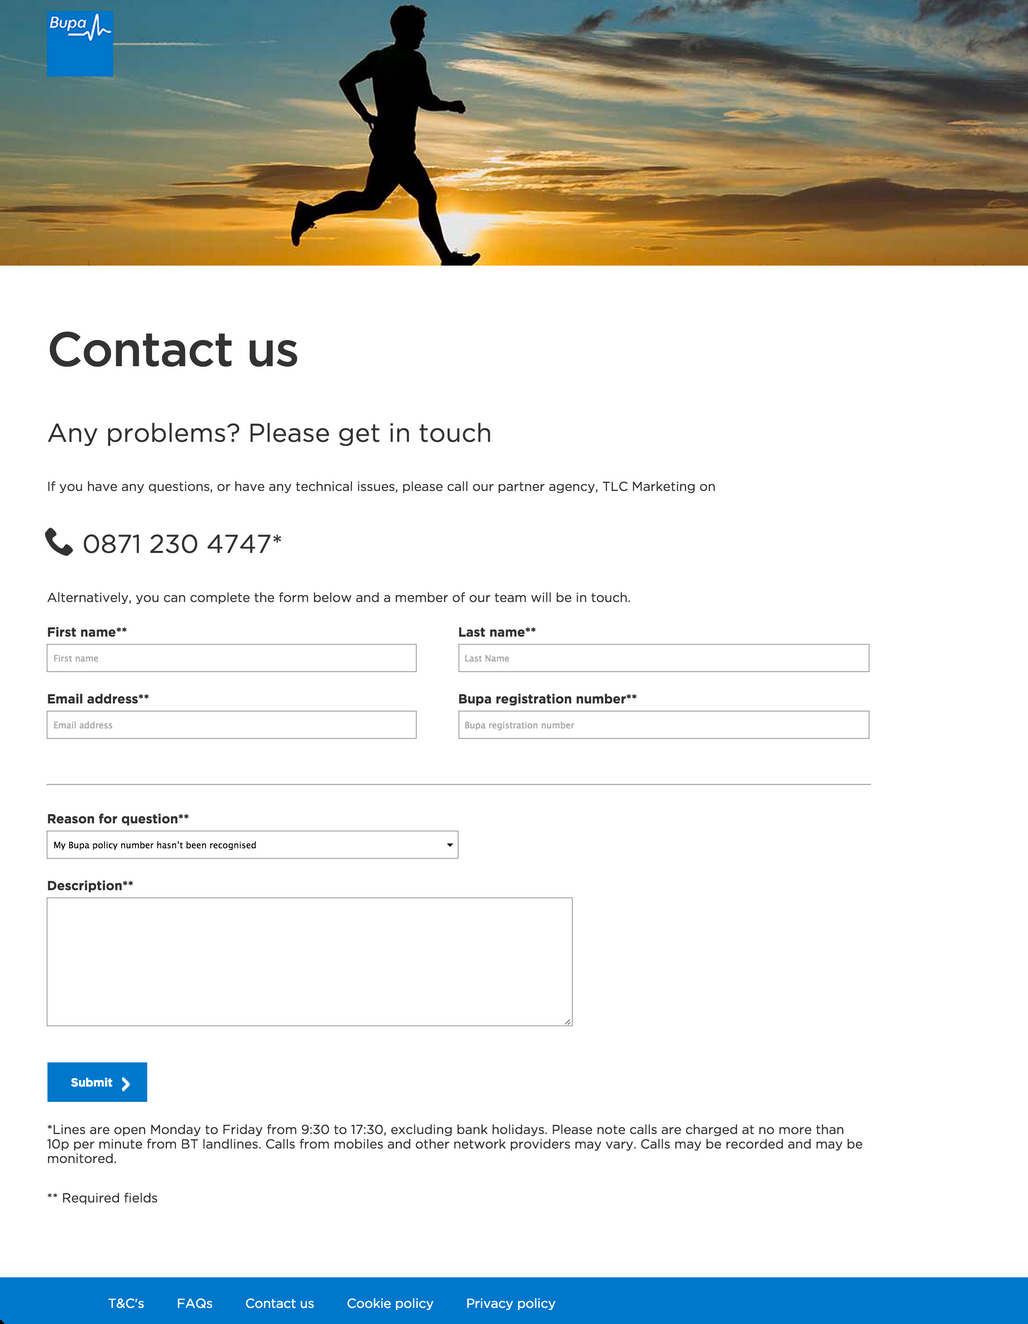 Bupa
Contact us
Any problems? Please get in touch
If you have any questions, or have any technical issues, please call our partner agency, TLC Marketing on
0871 230 4747*
Alternatively, you can complete the form below and a member of our team will be in touch.
First name**
Last name**
First name
Last Name
Email address**
Bupa registration number**
Email address
Bupa registration number
Reason for question**
My Bupa policy number hasn't been recognised
Description**
Submit
*Lines are open Monday to Friday from 9:30 to 17:30, excluding bank holidays. Please note calls are charged at no more than
10p per minute from BT landlines. Calls from mobiles and other network providers may vary. Calls may be recorded and may be
monitored.
** Required fields
T&C's FAQs Contact us Cookie policy Privacy policy